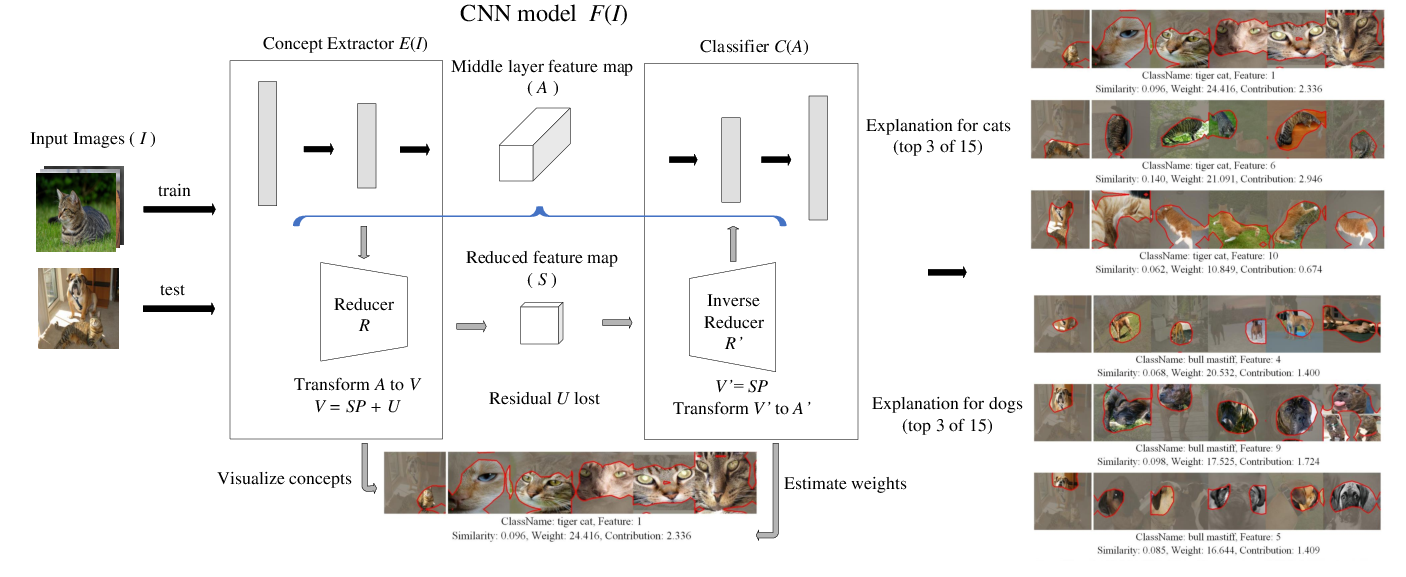 CNN model F(I)
Concept Extractor E(I)
Classifier C(A)
Middle layer feature map
( A )
Input Images ( I )
train
test
Reducer
R
Transform A to V
V = SP + U
Reduced feature map
( S )
Residual U lost
Inverse
Reducer
R’
V’= SP
Transform V’ to A’
Visualize concepts
Estimate weights
ClassName: tiger cat, Feature: 1
Similarity: 0.096, Weight: 24.416, Contribution: 2.336
Explanation for cats
(top 3 of 15)
ClassName: tiger cat, Feature: 1
Similarity: 0.096, Weight: 24.416, Contribution: 2.336
ClassName: tiger cat, Feature: 6
Similarity: 0.140, Weight: 21.091, Contribution: 2.946
ClassName: tiger cat, Feature: 10
Similarity: 0.062, Weight: 10.849, Contribution: 0.674
Explanation for dogs
(top 3 of 15)
ClassName: bull mastiff, Feature: 4
Similarity: 0.068, Weight: 20.532, Contribution: 1.400
ClassName: bull mastiff, Feature: 9
Similarity: 0.098, Weight: 17.525, Contribution: 1.724
ClassName: bull mastiff, Feature: 5
Similarity: 0.085, Weight: 16.644, Contribution: 1.409